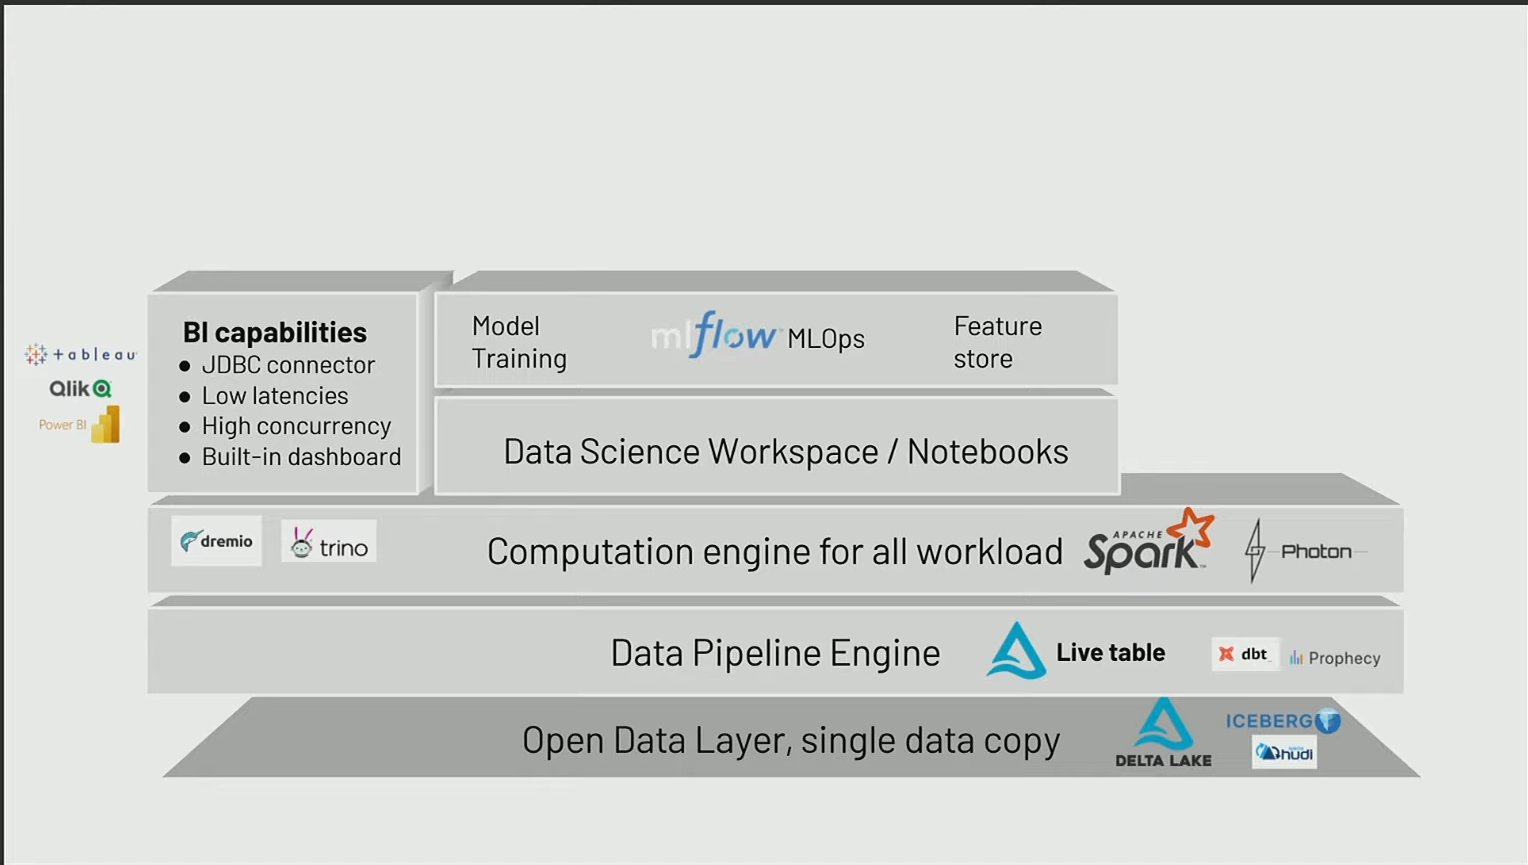 BI capabilities
● JDBC connector
● Low latencies
● High concurrency
● Built-in dashboard
+ableau
Qlik
Power BI
Model
Training
mlflow MLOps
Feature
store
Data Science Workspace / Notebooks
dremio
trino
Computation engine for all workload
APACHE
Spark
Photon
Data Pipeline Engine
Live table
dbt
Prophecy
Open Data Layer, single data copy
DELTA LAKE
ICEBERG
hudi